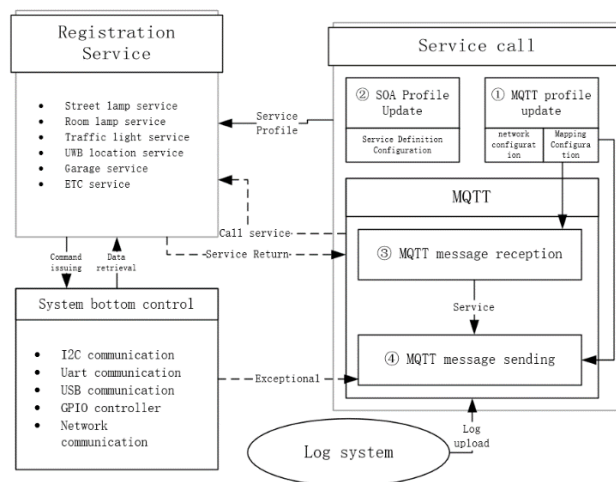 Registration
Service
Street lamp service
Room lamp service
Traffic light service
UWB location service
Garage service
ETC service
Service call
② SOA Profile
Update
Service Definition
Configuration
① MQTT profile
update
network
configurat
ion
Mapping
Configura
tion
Service
Profile
MQTT
Call service
Service Return
③ MQTT message reception
Service
④ MQTT message sending
Command
issuing
Data
retrieval
System bottom control
I2C communication
Uart communication
USB communication
GPIO controller
Network
communication
Exceptional
Log system
Log
upload